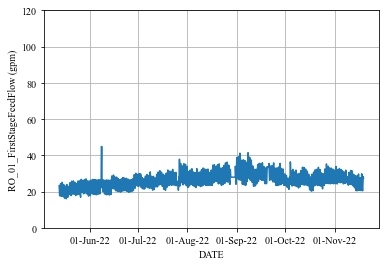 120
100
80
60
40
20
0
RO_01_FirstStageFeedFlow (gpm)
01-Jun-22 01-Jul-22 01-Aug-22 01-Sep-22 01-Oct-22 01-Nov-22
DATE